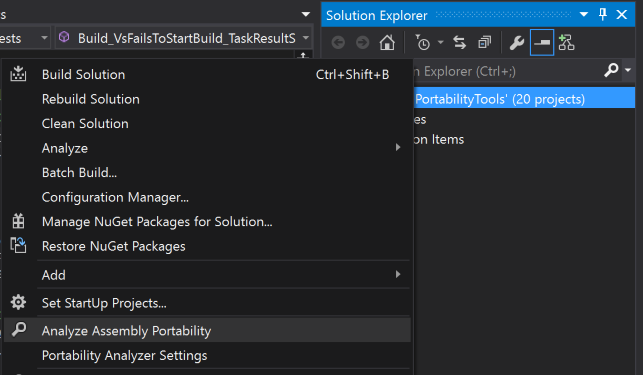 Solution Explorer
ests
Build_VsFailsToStartBuild_TaskResultS
n Explorer (Ctrl+;)
PortabilityTools' (20 projects)
es
on Items
Build Solution Ctrl+Shift+B
Rebuild Solution
Clean Solution
Analyze
Batch Build...
Configuration Manager...
Manage NuGet Packages for Solution...
Restore NuGet Packages
Add
Set StartUp Projects...
Analyze Assembly Portability
Portability Analyzer Settings